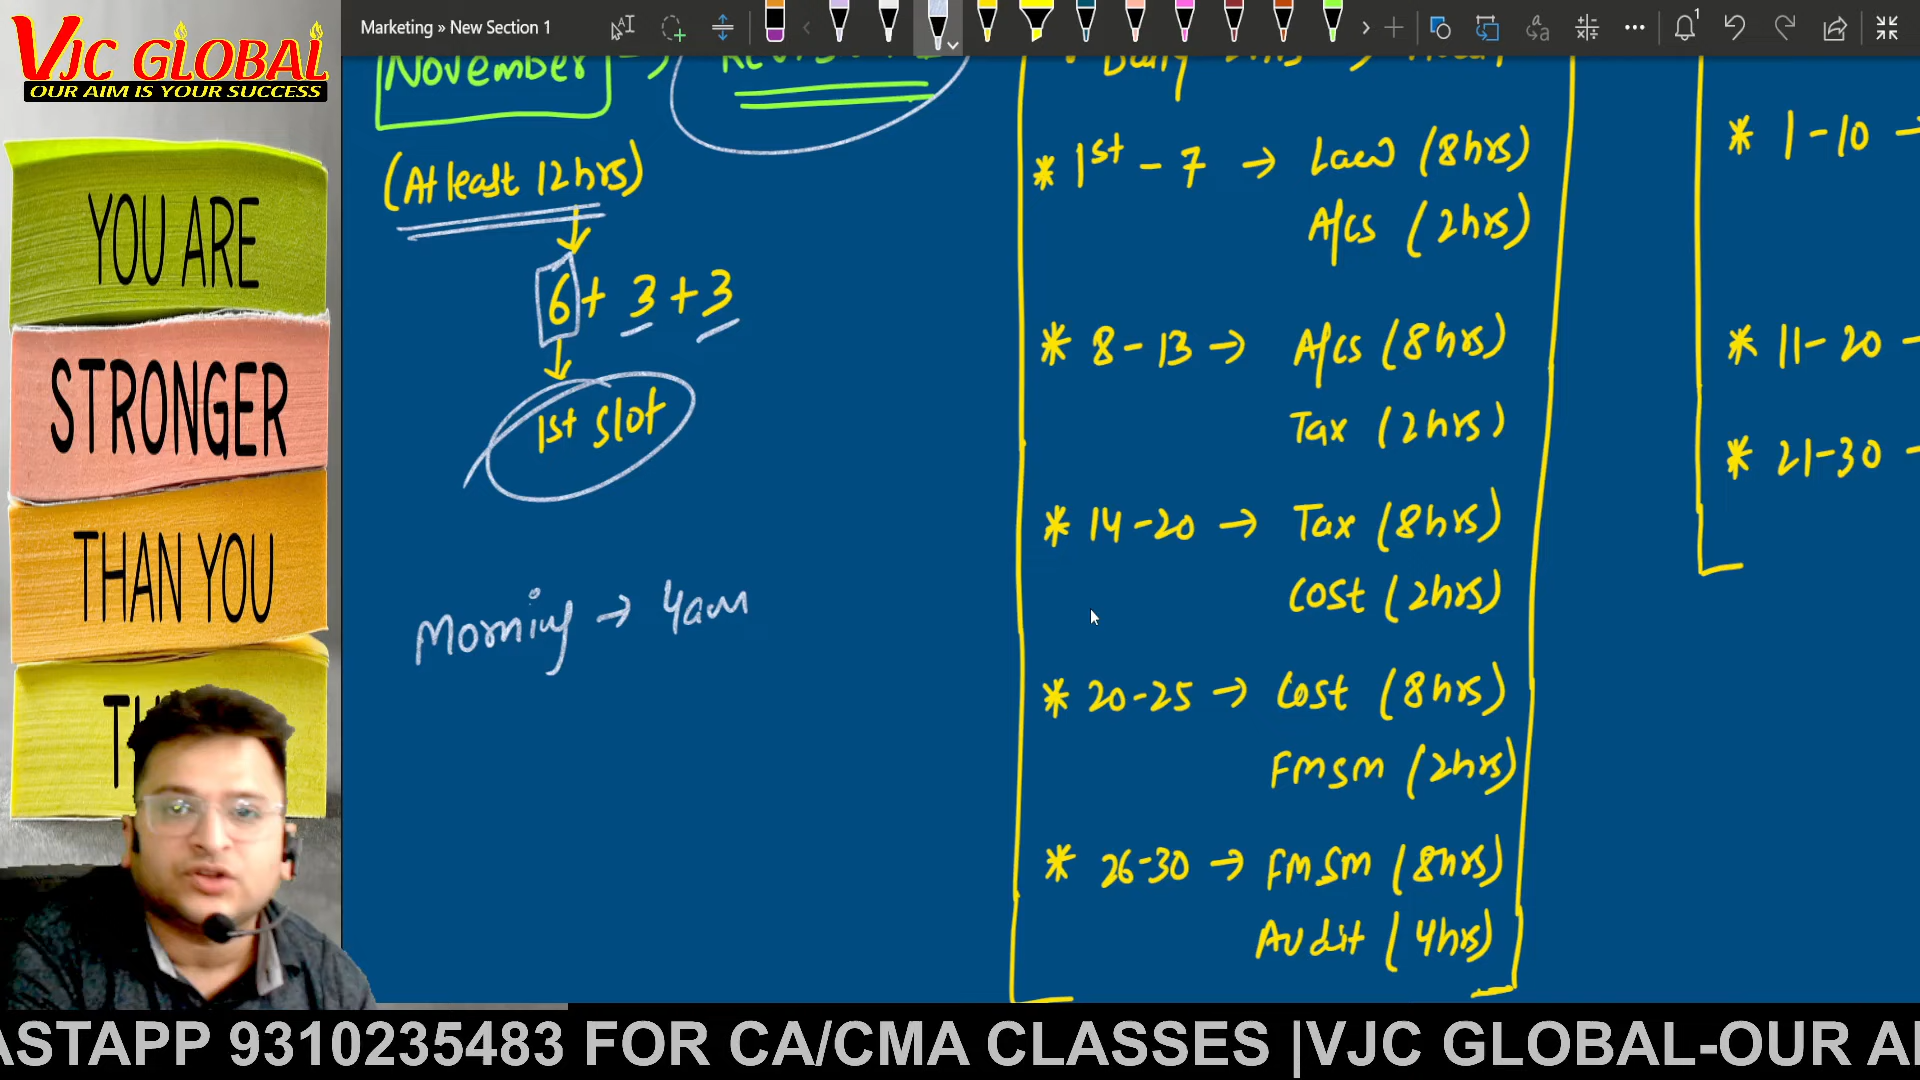 VJC GLOBAL
OUR AIM IS YOUR SUCCESS
Marketing » New Section 1
YOU ARE
STRONGER
THAN YOU
November →
(At least 12hrs)
6 + 3 + 3
1st slot
Morning → 4am
* 1st - 7 → Law (8hrs)
A/cs (2hrs)
* 8 - 13 → A/cs (8hrs)
Tax (2hrs)
* 14 - 20 → Tax (8hrs)
Cost (2hrs)
* 20 - 25 → Cost (8hrs)
FMSM (2hrs)
* 26-30 → FMSM (8hrs)
Audit (4hrs)
* 1 - 10 →
* 11 - 20 -
* 21-30 -
ASTAPP 9310235483 FOR CA/CMA CLASSES |VJC GLOBAL-OUR A